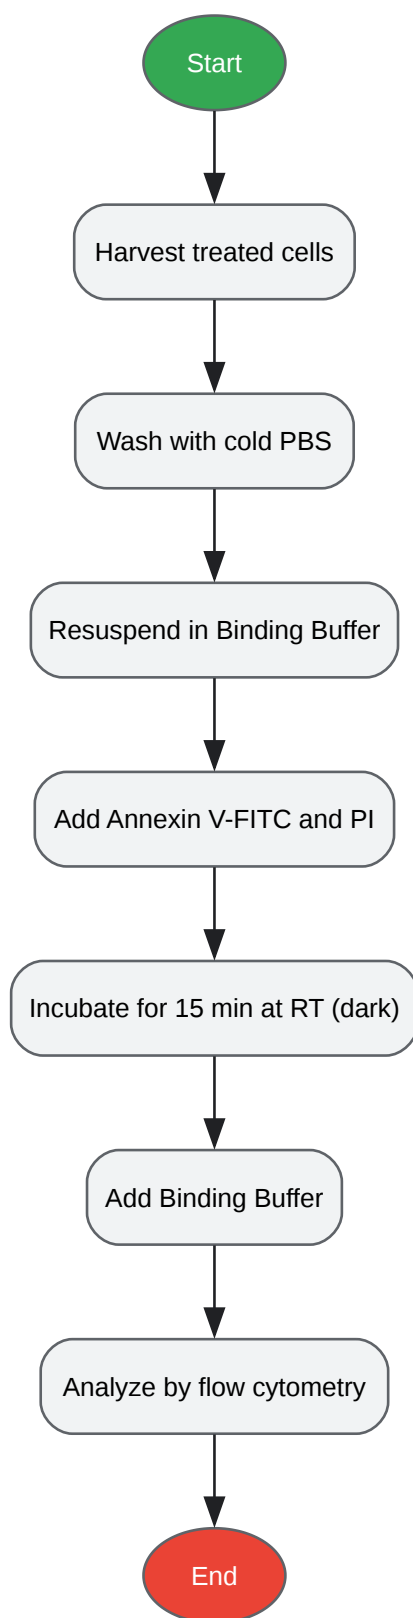 Start
Harvest treated cells
Wash with cold PBS
Resuspend in Binding Buffer
Add Annexin V-FITC and PI
Incubate for 15 min at RT (dark)
Add Binding Buffer
Analyze by flow cytometry
End